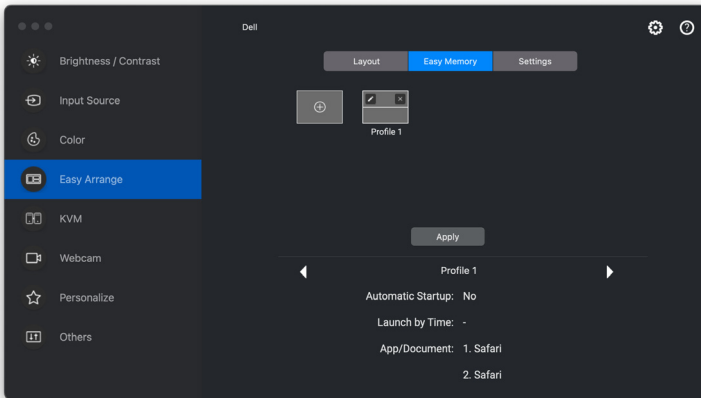 Dell
Brightness / Contrast
Input Source
Color
Easy Arrange
KVM
Webcam
Personalize
Others
Layout
Easy Memory
Settings
Profile 1
Apply
Profile 1
Automatic Startup: No
Launch by Time: -
App/Document: 1. Safari
2. Safari